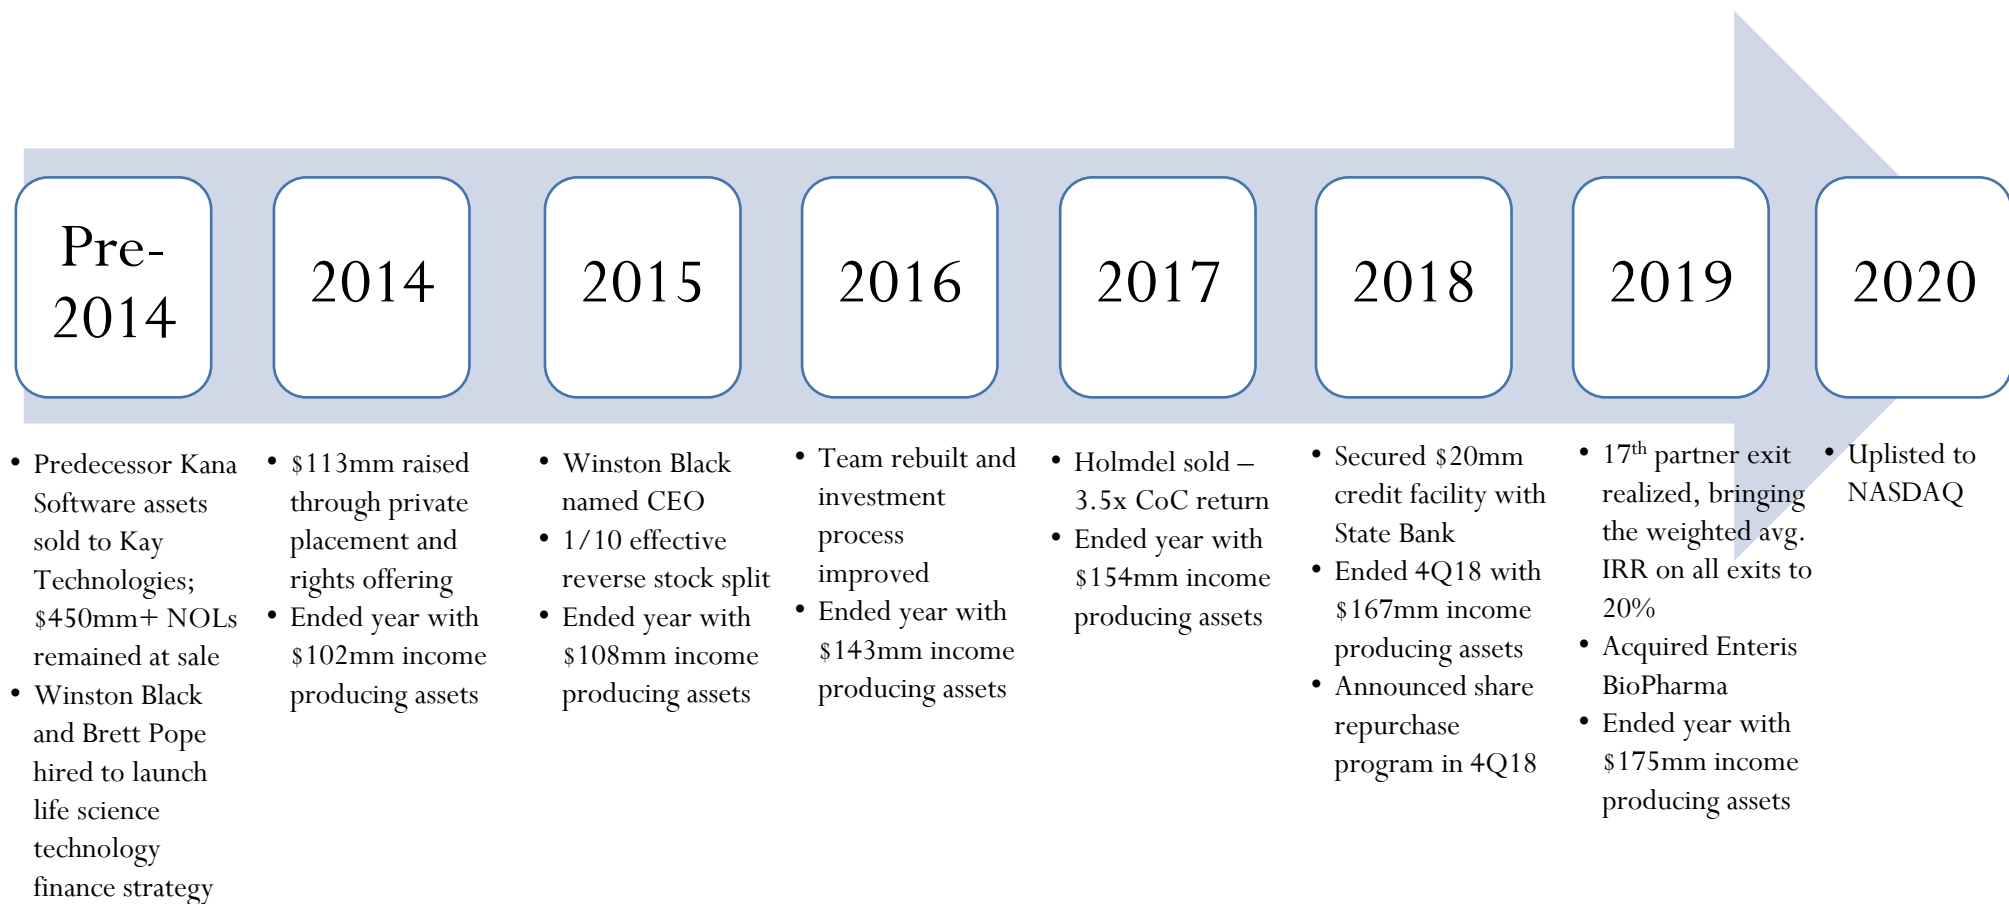 Pre-
2014
2014
2015
2016
2017
2018
2019
2020
• Predecessor Kana
Software assets
sold to Kay
Technologies;
$450mm+ NOLs
remained at sale
• Winston Black
and Brett Pope
hired to launch
life science
technology
finance strategy
• $113mm raised
through private
placement and
rights offering
• Ended year with
$102mm income
producing assets
• Winston Black
named CEO
• 1/10 effective
reverse stock split
• Ended year with
$108mm income
producing assets
• Team rebuilt and
investment
process
improved
• Ended year with
$143mm income
producing assets
• Holmdel sold –
3.5x CoC return
• Ended year with
$154mm income
producing assets
• Secured $20mm
credit facility with
State Bank
• Ended 4Q18 with
$167mm income
producing assets
• Announced share
repurchase
program in 4Q18
• 17th partner exit
realized, bringing
the weighted avg.
IRR on all exits to
20%
• Acquired Enteris
BioPharma
• Ended year with
$175mm income
producing assets
• Uplisted to
NASDAQ